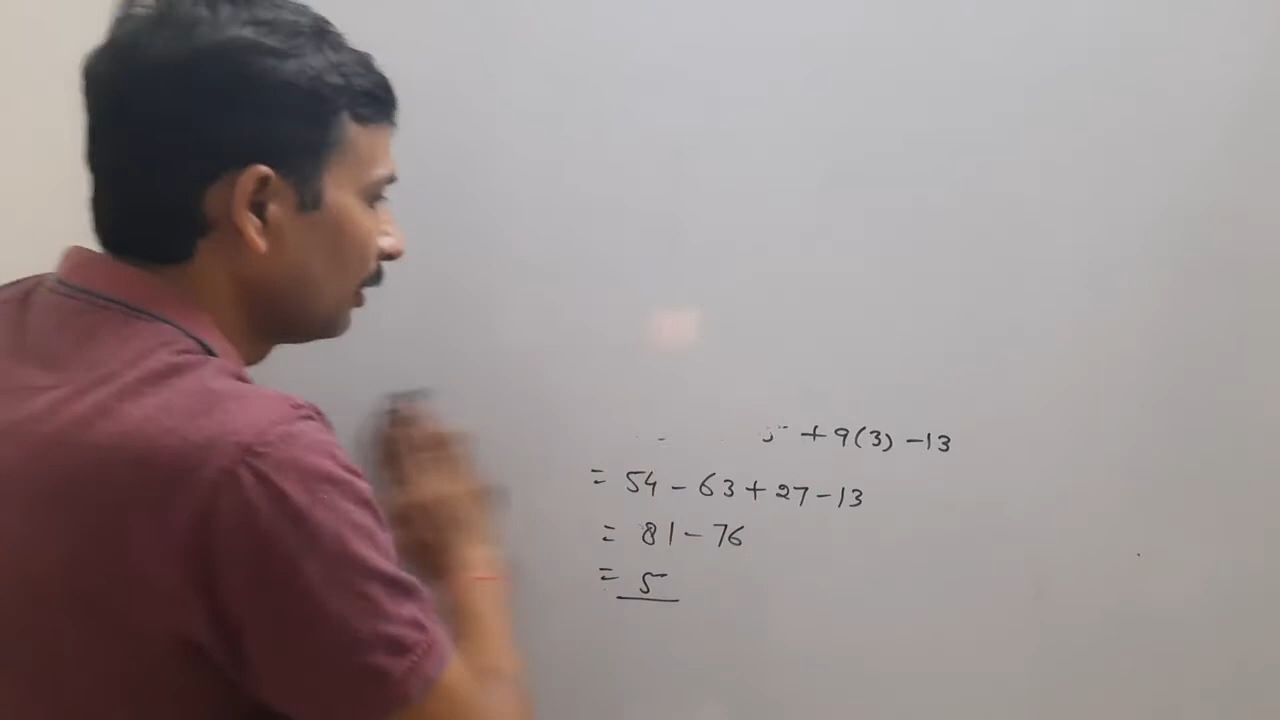 + 9(3) - 13
= 54 - 63 + 27 - 13
= 81 - 76
= 5